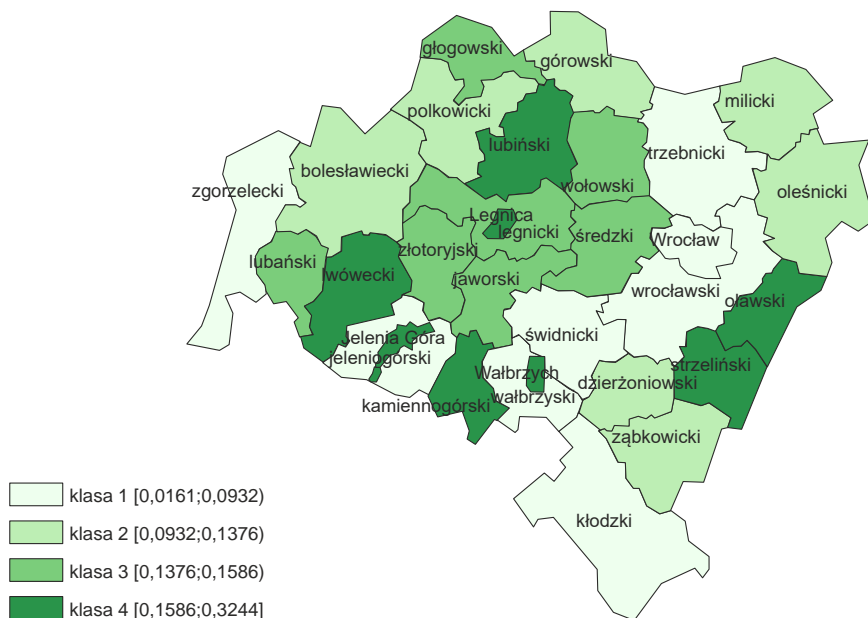 głogowski
górowski
milicki
polkowicki
lubiński
trzebnicki
bolesławiecki
zgorzelecki
wołowski
oleśnicki
Legnica
legnicki
średzki
Wrocław
złotoryjski
lubański
lwówecki
jaworski
wrocławski
oławski
świdnicki
Jelenia Góra
jeleniogórski
strzeliński
Wałbrzych
dzierżoniowski
wałbrzyski
kamiennogórski
ząbkowicki
kłodzki
klasa 1 [0,0161;0,0932)
klasa 2 [0,0932;0,1376)
klasa 3 [0,1376;0,1586)
klasa 4 [0,1586;0,3244]